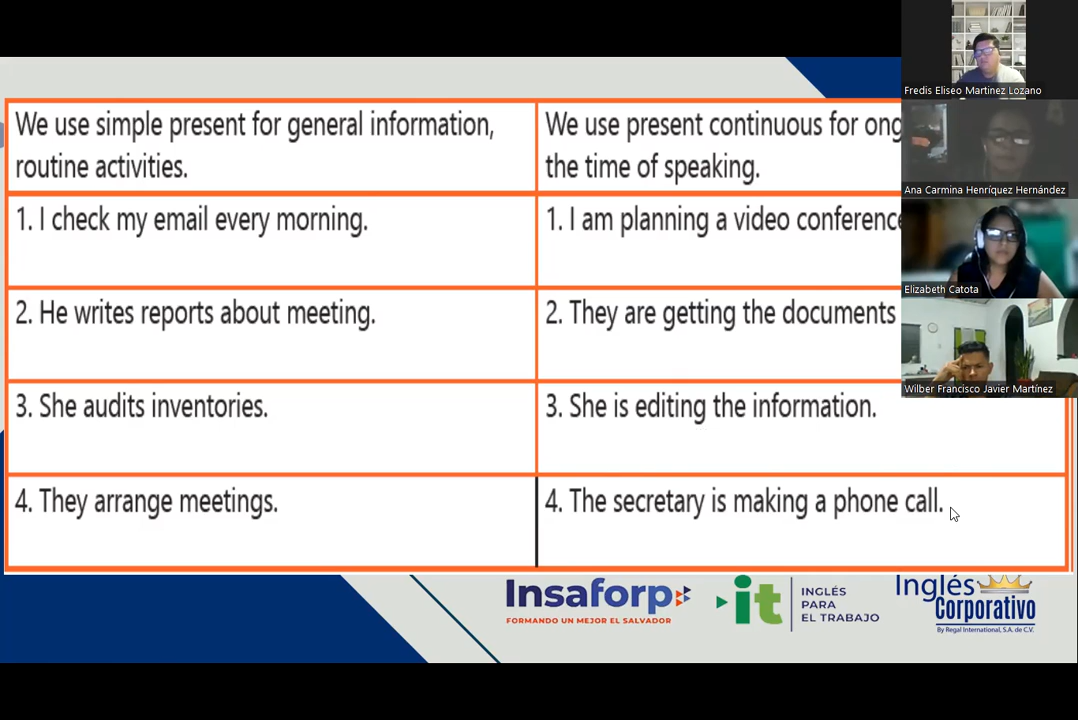 We use simple present for general information,
routine activities.
We use present continuous for ong
the time of speaking.
1. I check my email every morning.
1. I am planning a video conference
2. He writes reports about meeting.
2. They are getting the documents
3. She audits inventories.
3. She is editing the information.
4. They arrange meetings.
4. The secretary is making a phone call.
Fredis Eliseo Martinez Lozano
Ana Carmina Henríquez Hernández
Elizabeth Catota
Wilber Francisco Javier Martínez
Insaforp
FORMANDO UN MEJOR EL SALVADOR
it
INGLÉS
PARA
EL TRABAJO
Inglés
Corporativo
By Regal International, S.A. de C.V.